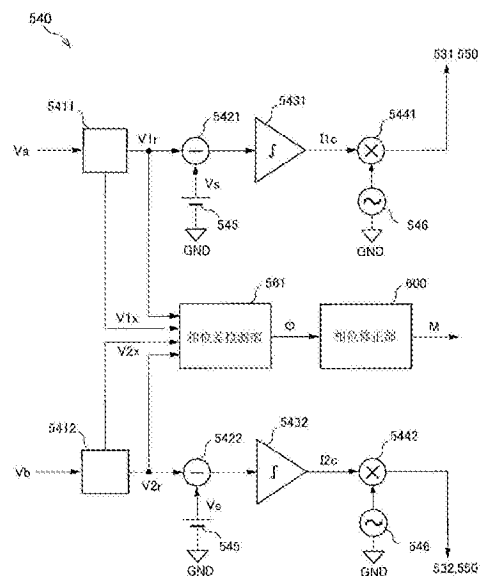 540
531,550
5411
5421
5431
5441
Va
V1r
I1c
Vs
545
546
GND
GND
561
600
V1x
V2x
Φ
M
5412
5422
5432
5442
Vb
V2r
I2c
Vs
545
546
GND
GND
532,550